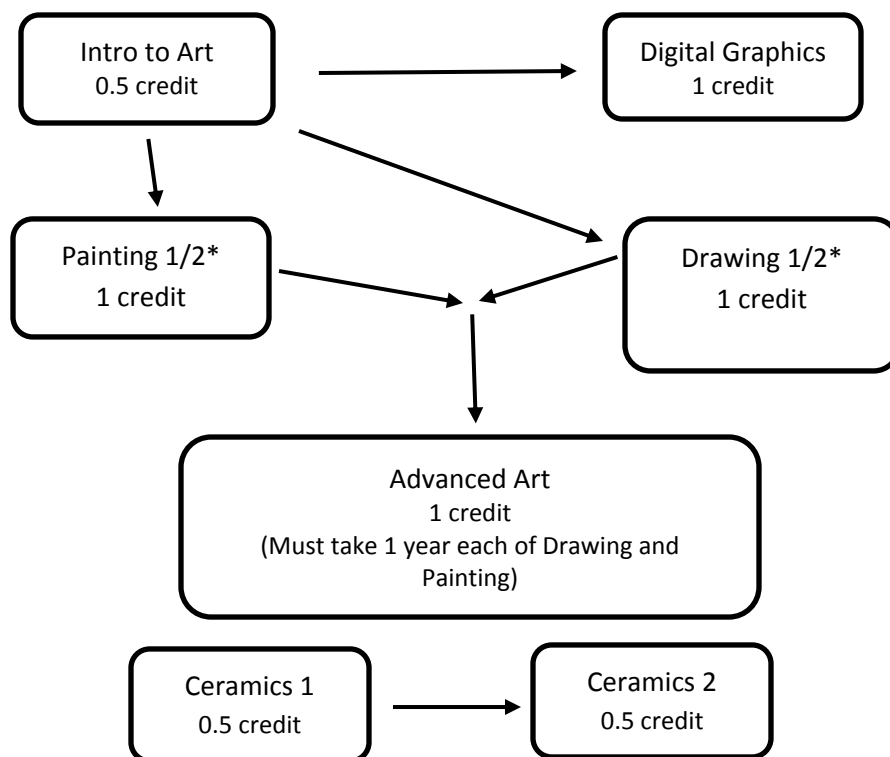 Intro to Art
0.5 credit
Digital Graphics
1 credit
Painting 1/2*
1 credit
Drawing 1/2*
1 credit
Advanced Art
1 credit
(Must take 1 year each of Drawing and
Painting)
Ceramics 1
0.5 credit
Ceramics 2
0.5 credit